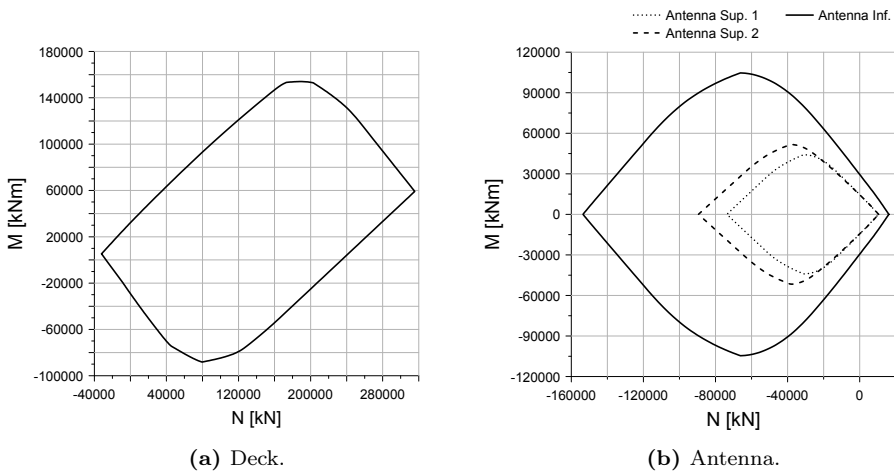 Antenna Sup. 1 Antenna Inf.
Antenna Sup. 2
180000
140000
100000
60000
20000
-20000
-60000
-100000
M [kNm]
-40000 40000 120000 200000 280000
N [kN]
120000
90000
60000
30000
0
-30000
-60000
-90000
-120000
M [kNm]
-160000 -120000 -80000 -40000 0
N [kN]
(a) Deck.
(b) Antenna.